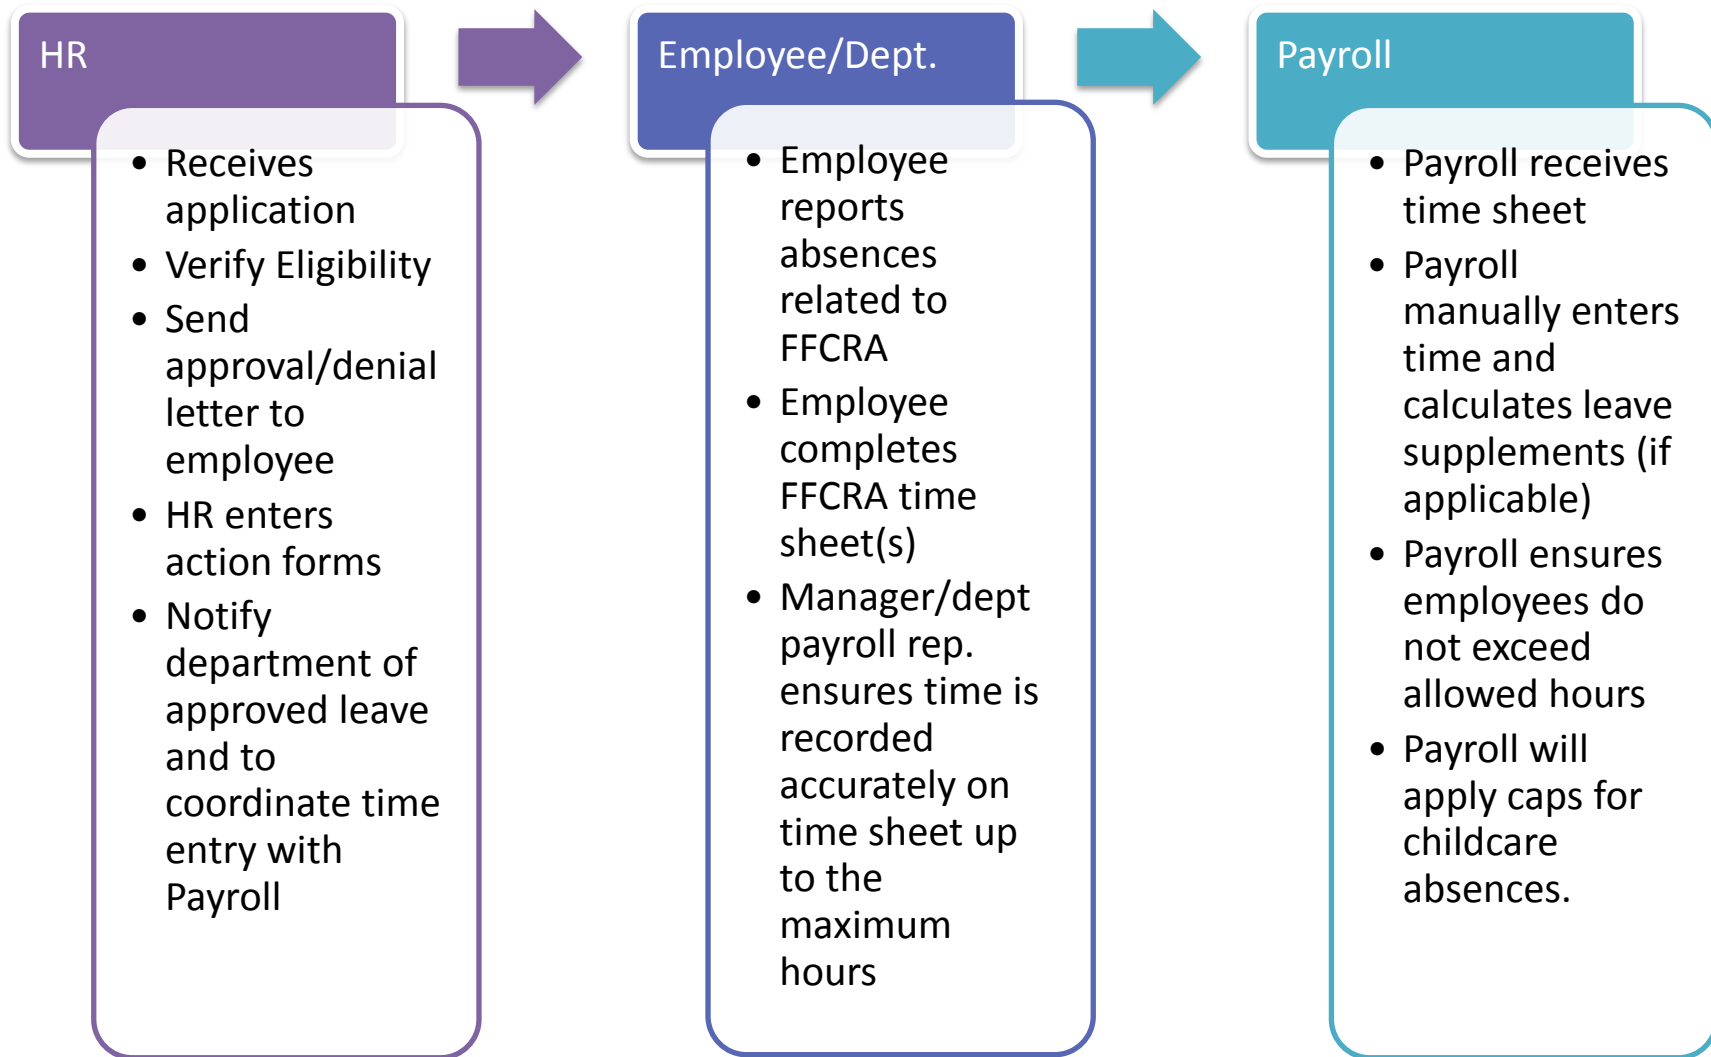 HR
• Receives
application
• Verify Eligibility
• Send
approval/denial
letter to
employee
• HR enters
action forms
• Notify
department of
approved leave
and to
coordinate time
entry with
Payroll
Employee/Dept.
• Employee
reports
absences
related to
FFCRA
• Employee
completes
FFCRA time
sheet(s)
• Manager/dept
payroll rep.
ensures time is
recorded
accurately on
time sheet up
to the
maximum
hours
Payroll
• Payroll receives
time sheet
• Payroll
manually enters
time and
calculates leave
supplements (if
applicable)
• Payroll ensures
employees do
not exceed
allowed hours
• Payroll will
apply caps for
childcare
absences.